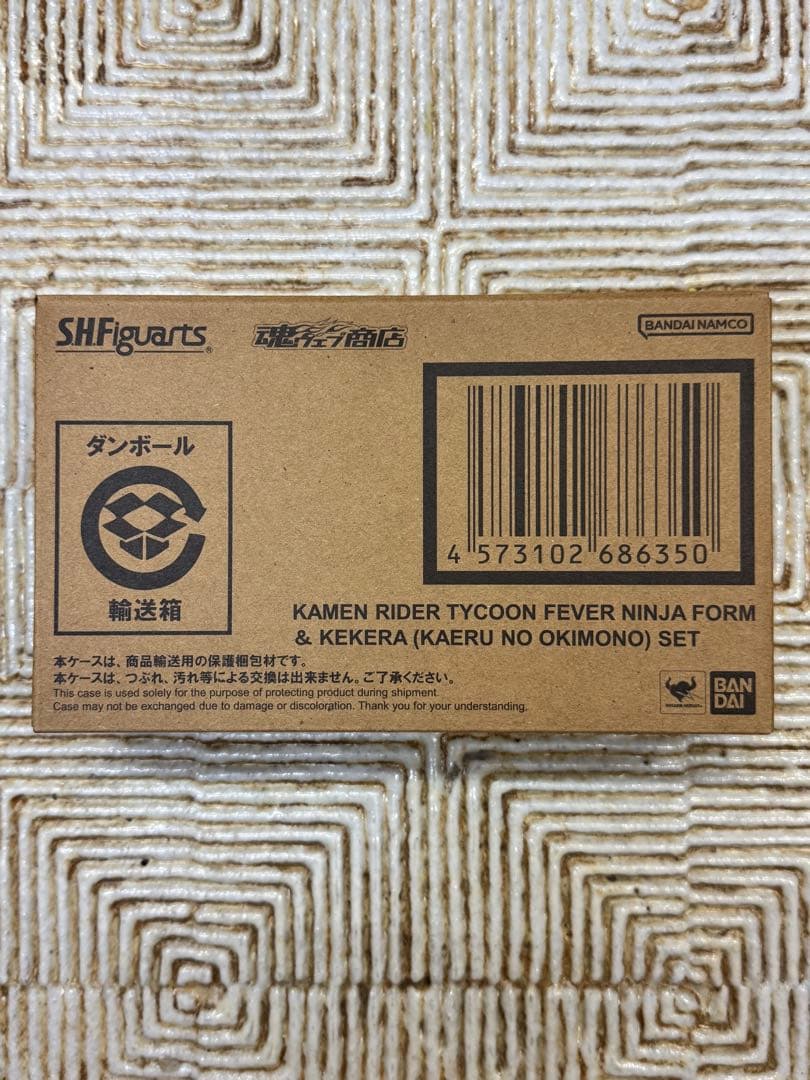 S.H.Figuarts®
魂ウェブ商店
BANDAI NAMCO
ダンボール
輸送箱
4 573102 686350
KAMEN RIDER TYCOON FEVER NINJA FORM
& KEKERA (KAERU NO OKIMONO) SET
本ケースは、商品輸送用の保護梱包材です。
本ケースは、つぶれ、汚れ等による交換は出来ません。ご了承ください。
This case is used solely for the purpose of protecting product during shipment.
Case may not be exchanged due to damage or discoloration. Thank you for your understanding.
BAN
DAI